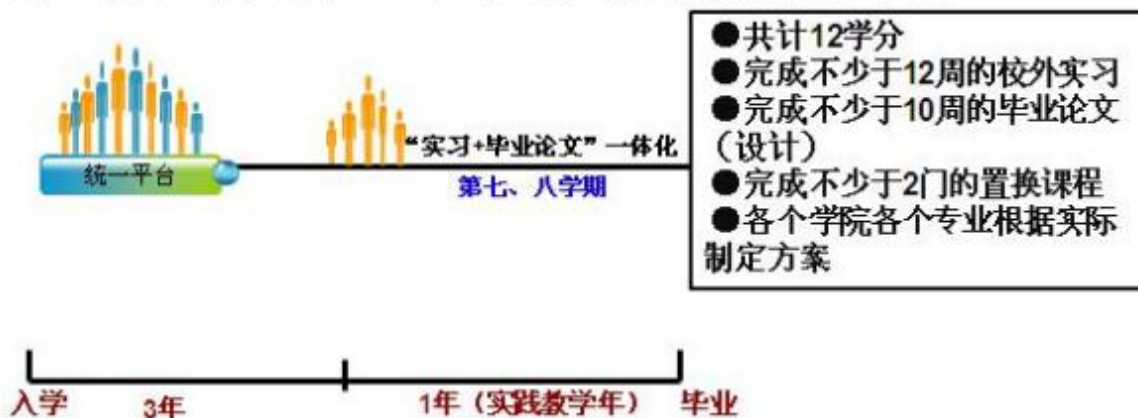 ●共计12学分
●完成不少于12周的校外实习
●完成不少于10周的毕业论文
（设计）
●完成不少于2门的置换课程
●各个学院各个专业根据实际
制定方案
统一平台
“实习+毕业论文”一体化
第七、八学期
入学
3年
1年（实践教学年）
毕业